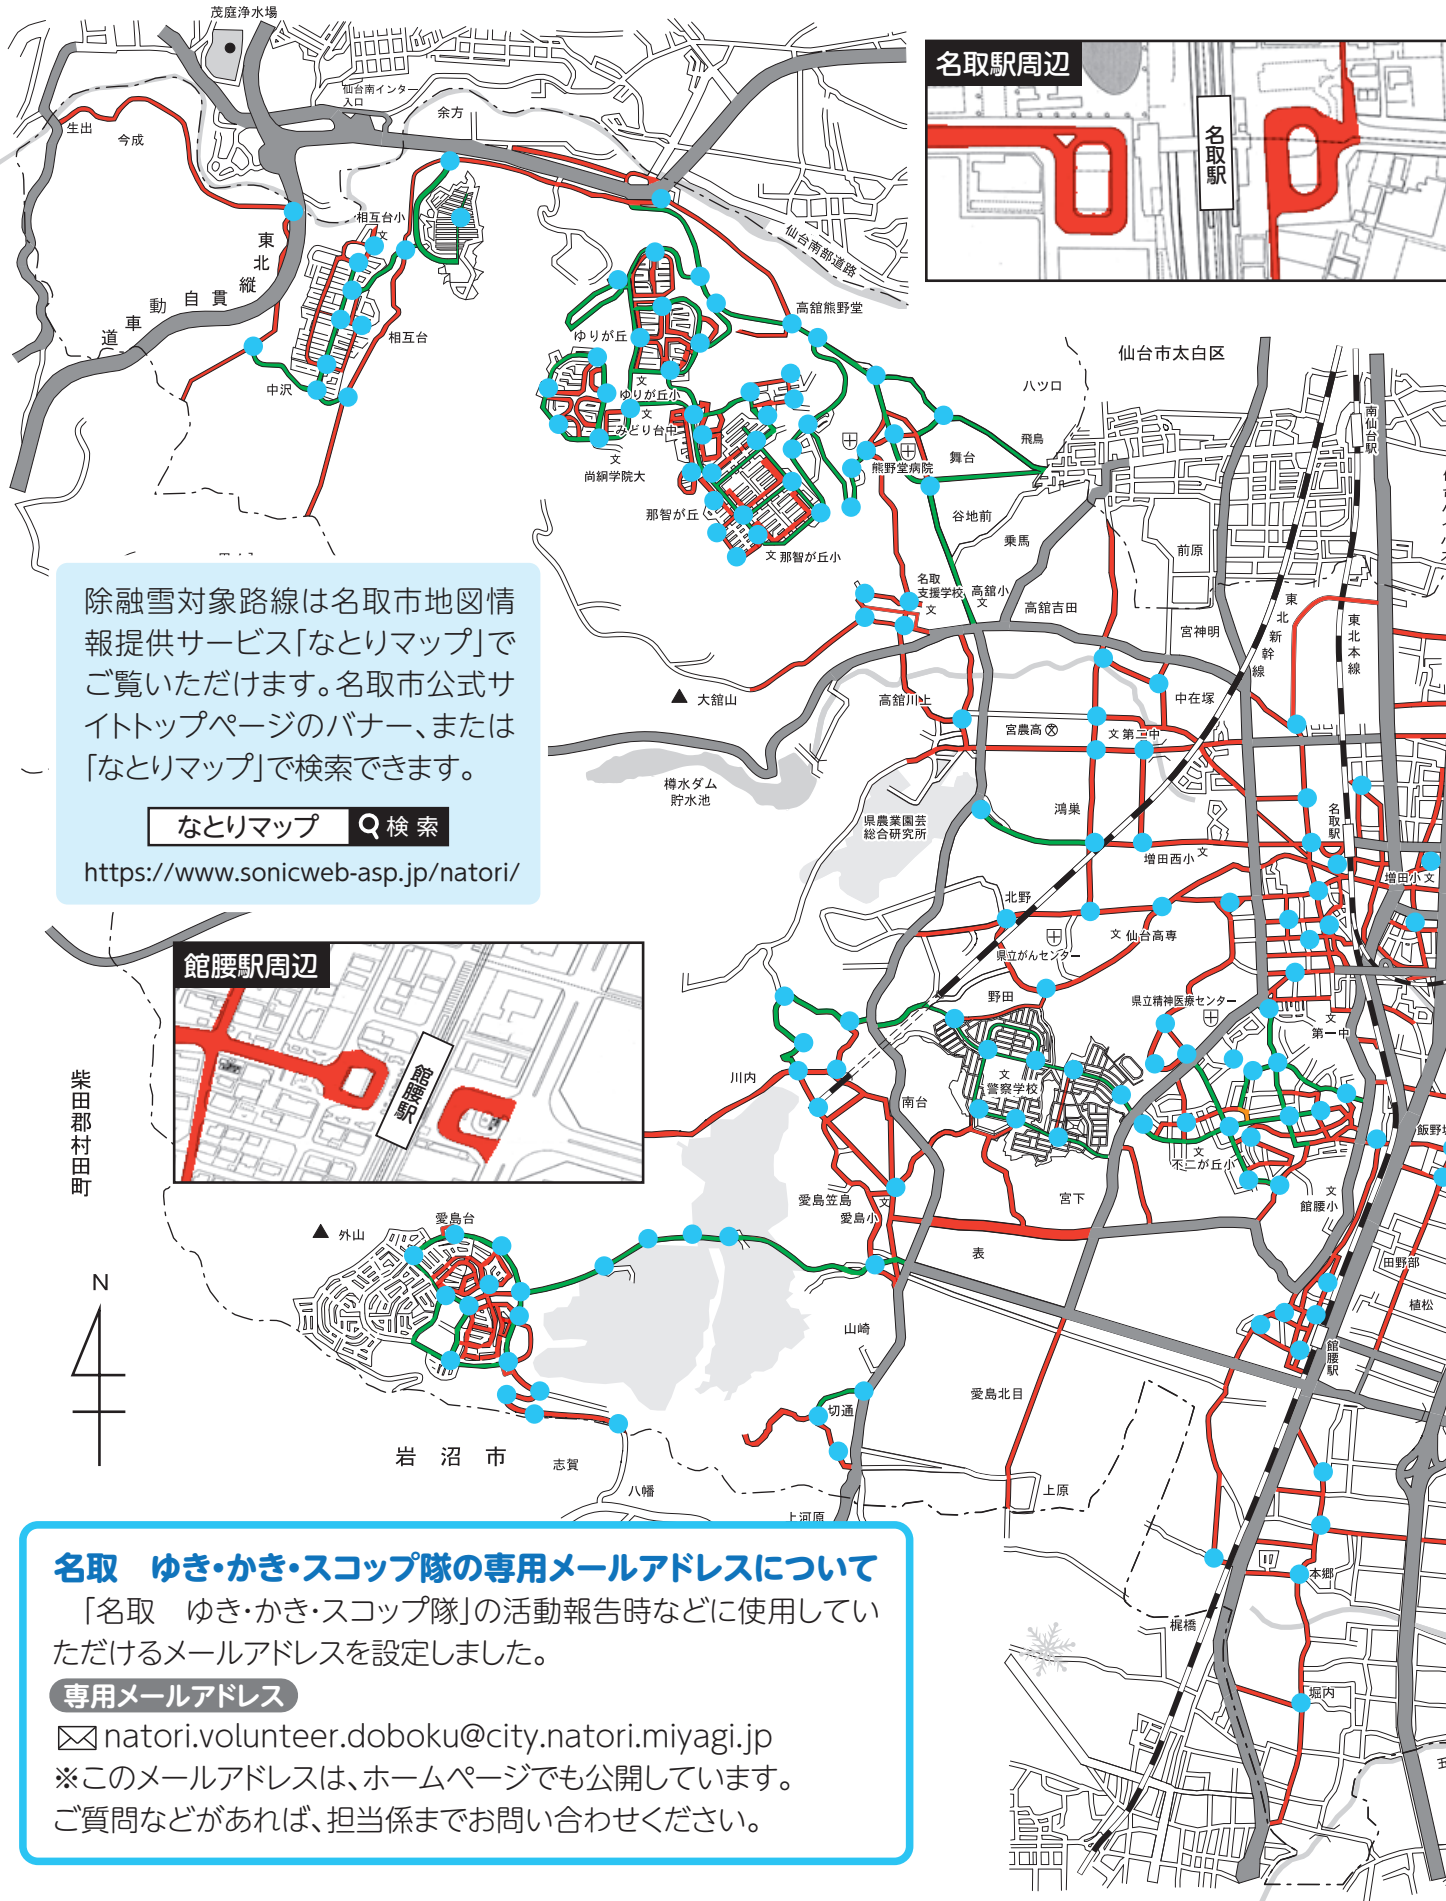 茂庭浄水場
仙台南インター
入口
余方
生出
今成
相互台小
文
東北縦貫自動車道
相互台
中沢
仙台南部道路
高舘熊野堂
ゆりが丘
文
ゆりが丘小
文
みどり台中
文
尚絅学院大
那智が丘
文 那智が丘小
熊野堂病院
舞台
飛鳥
八ツ口
仙台市太白区
谷地前
乗馬
前原
南仙台駅
名取駅周辺
名取駅
名取
支援学校
文
高舘小
文
高舘吉田
宮神明
東北新幹線
東北本線
大舘山
高舘川上
中在塚
宮農高
文 第二中
樽水ダム
貯水池
県農業園芸
総合研究所
鴻巣
増田西小 文
名取駅
増田小 文
北野
文 仙台高専
県立がんセンター
野田
県立精神医療センター
文
第一中
川内
南台
文
警察学校
飯野坂
文
不二が丘小
愛島笠島
愛島小
文
宮下
文
館腰小
表
田野部
植松
館腰駅
山崎
愛島北目
切通
上原
上河原
本郷
梶橋
堀内
除融雪対象路線は名取市地図情
報提供サービス「なとりマップ」で
ご覧いただけます。名取市公式サ
イトトップページのバナー、または
「なとりマップ」で検索できます。
なとりマップ 検索
https://www.sonicweb-asp.jp/natori/
館腰駅周辺
館腰駅
柴田郡村田町
外山
愛島台
N
岩沼市
志賀
八幡
名取　ゆき・かき・スコップ隊の専用メールアドレスについて
「名取　ゆき・かき・スコップ隊」の活動報告時などに使用してい
ただけるメールアドレスを設定しました。
専用メールアドレス
natori.volunteer.doboku@city.natori.miyagi.jp
※このメールアドレスは、ホームページでも公開しています。
ご質問などがあれば、担当係までお問い合わせください。